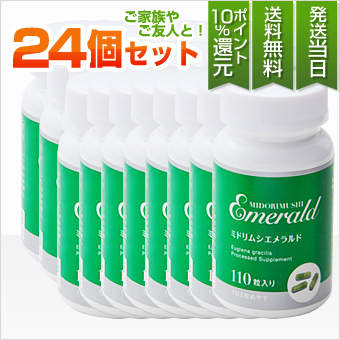 ご家族や
ご友人と！
24個セット
ポイント
10%還元
送料無料
発送当日
MIDORIMUSHI
Emerald
ミドリムシエメラルド
Euglena gracilis
Processed Supplement
110粒入り